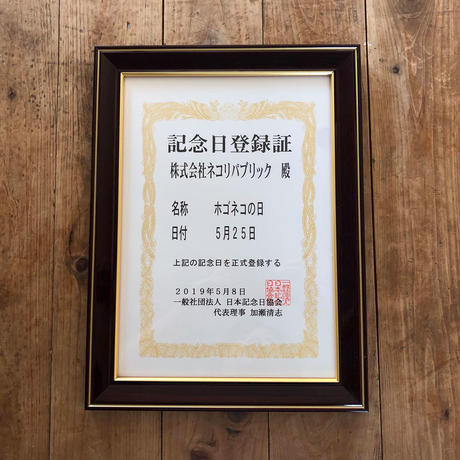 記念日登録証
株式会社ネコリパブリック 殿
名称 ホゴネコの日
日付 5月25日
上記の記念日を正式登録する
2019年5月8日
一般社団法人 日本記念日協会
代表理事 加瀬清志